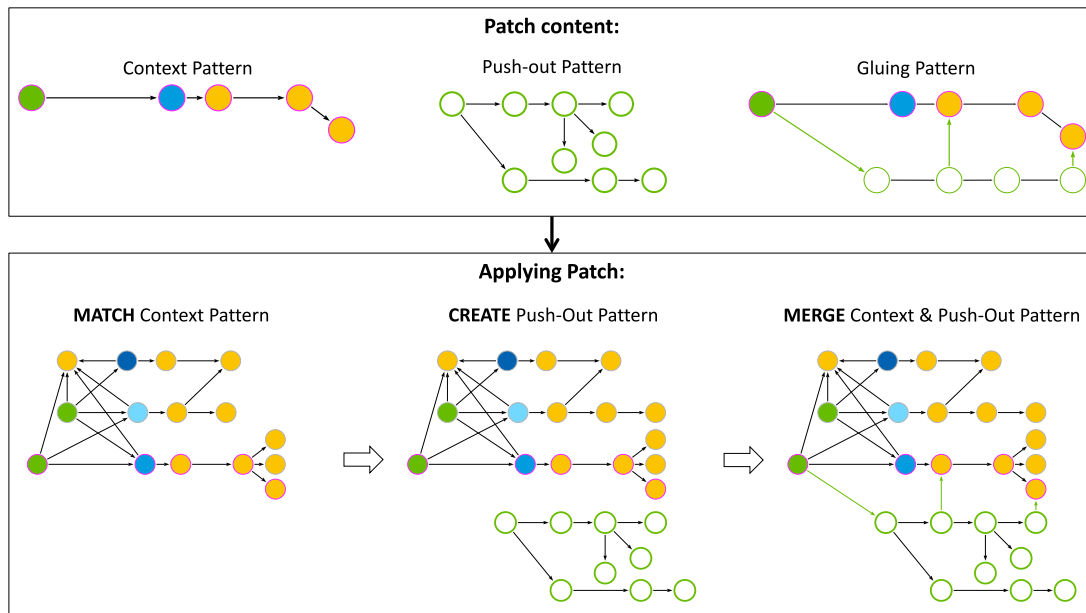 Patch content:
Context Pattern
Push-out Pattern
Gluing Pattern
Applying Patch:
MATCH Context Pattern
CREATE Push-Out Pattern
MERGE Context & Push-Out Pattern